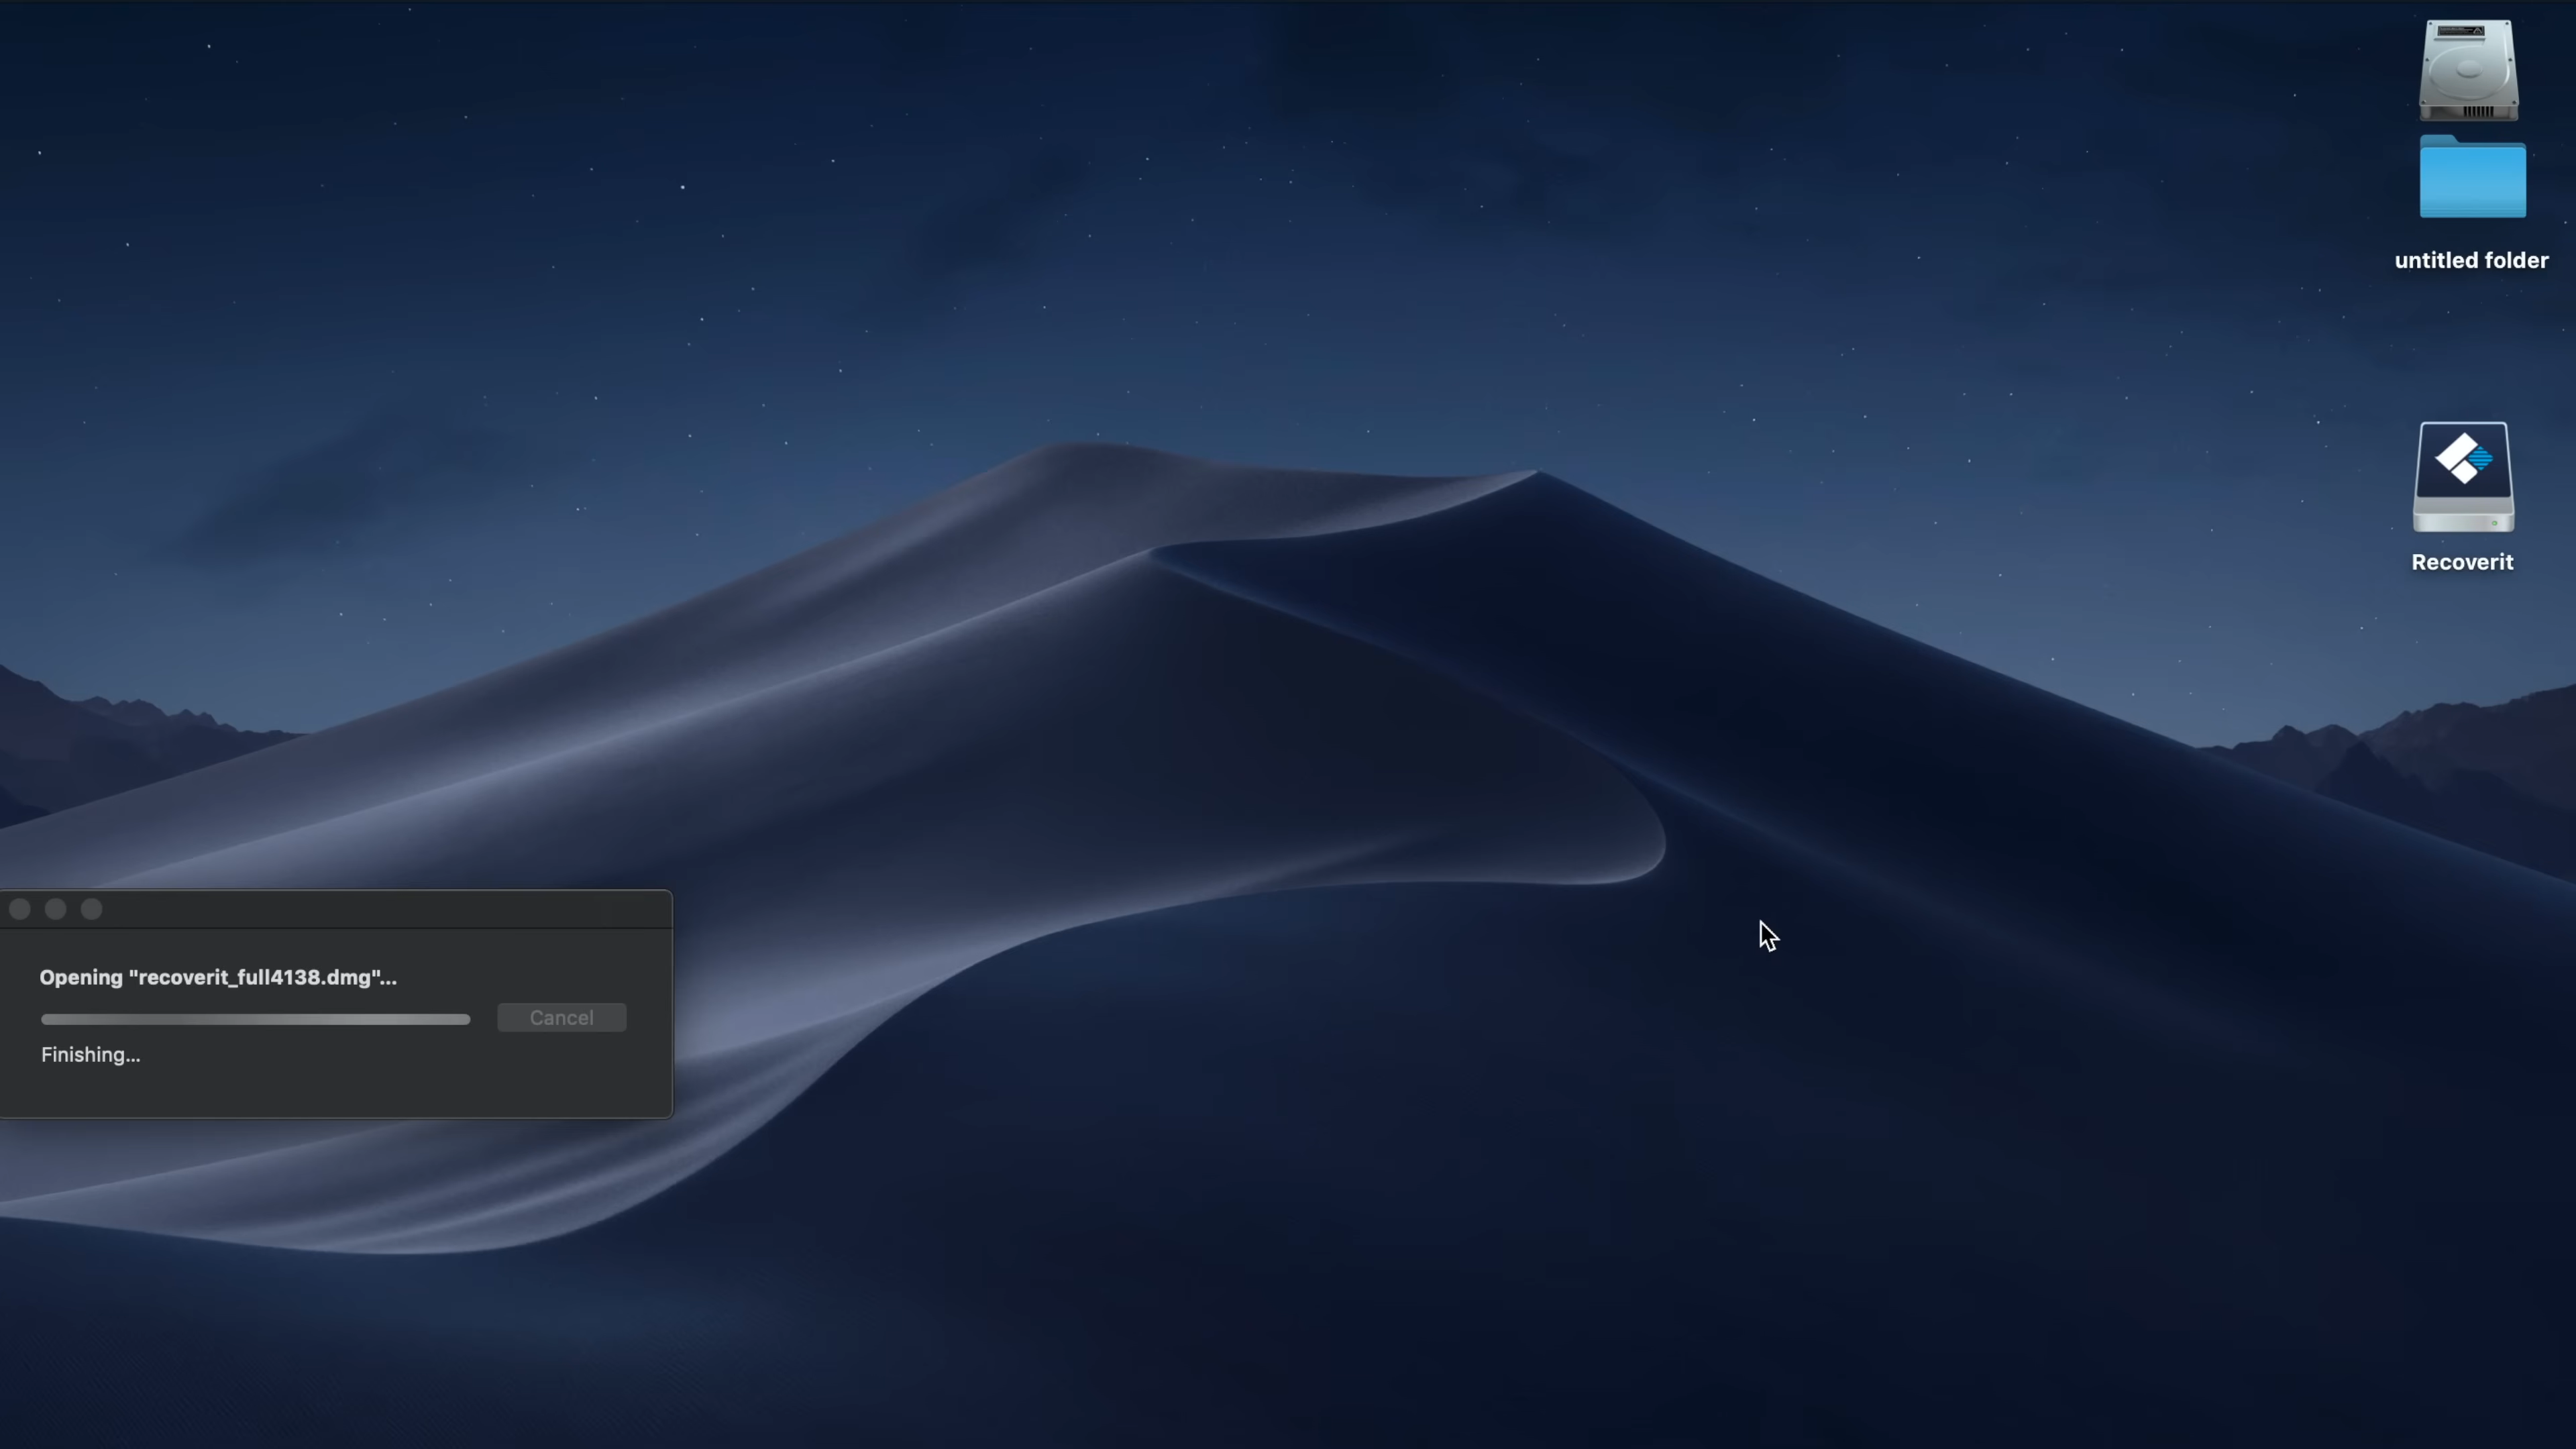 untitled folder
Recoverit
Opening "recoverit_full4138.dmg"...
Cancel
Finishing...